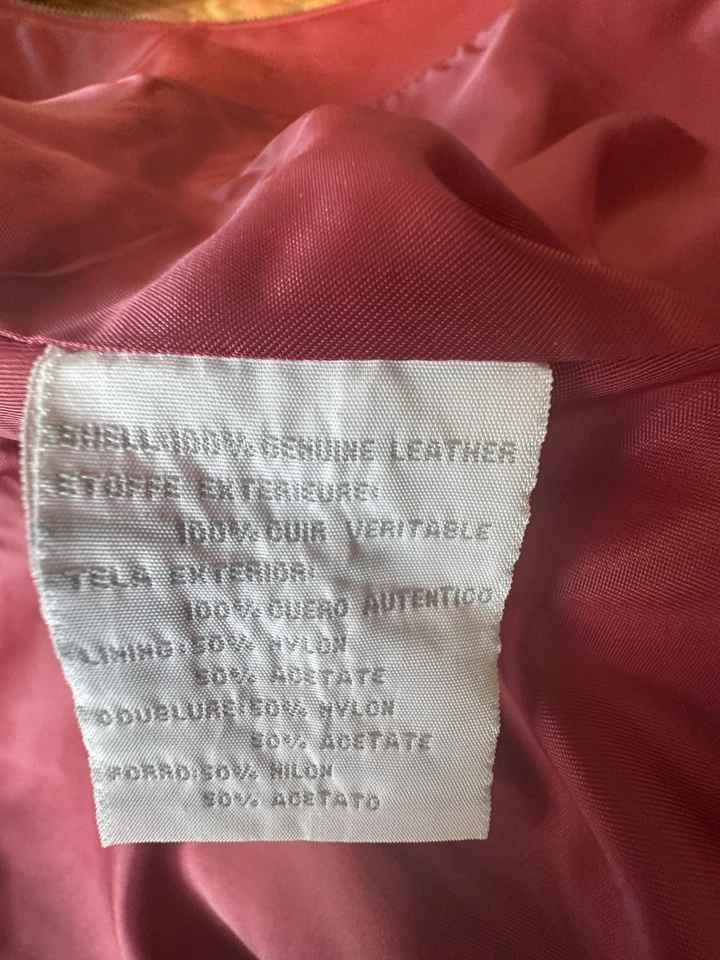 SHELL:100% GENUINE LEATHER
ETOFFE EXTERIEURE:
100% CUIR VERITABLE
TELA EXTERIOR:
100% CUERO AUTENTICO
LINING:50% NYLON
50% ACETATE
DOUBLURE:50% NYLON
50% ACETATE
FORRO:50% NILON
50% ACETATO